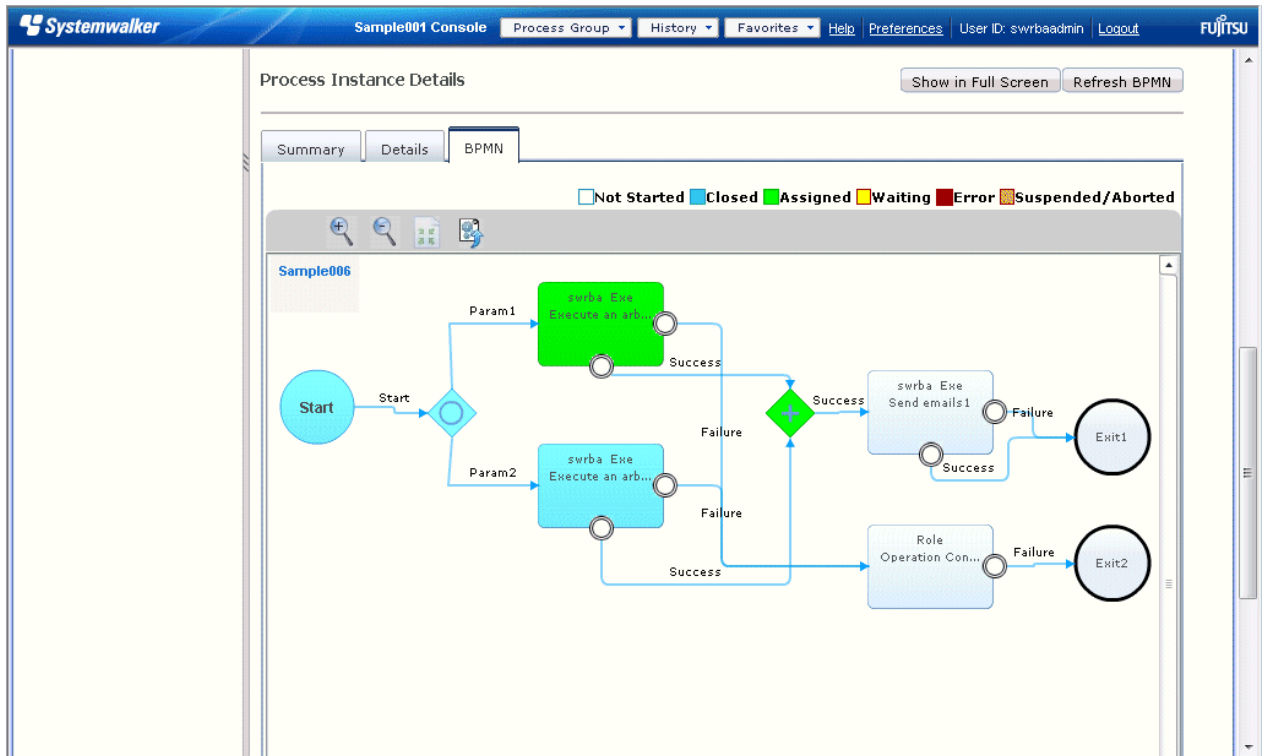 Systemwalker
Sample001 Console Process Group History Favorites Help Preferences User ID: swrbaadmin Logout FUJITSU
Process Instance Details
Show in Full Screen Refresh BPMN
Summary Details BPMN
Not Started Closed Assigned Waiting Error Suspended/Aborted
Sample006
Start
Start
Param1
Param2
swrba Exe
Execute an arb...
Success
Failure
swrba Exe
Execute an arb...
Failure
Success
Success
swrba Exe
Send emails1
Failure
Success
Exit1
Role
Operation Con...
Failure
Exit2